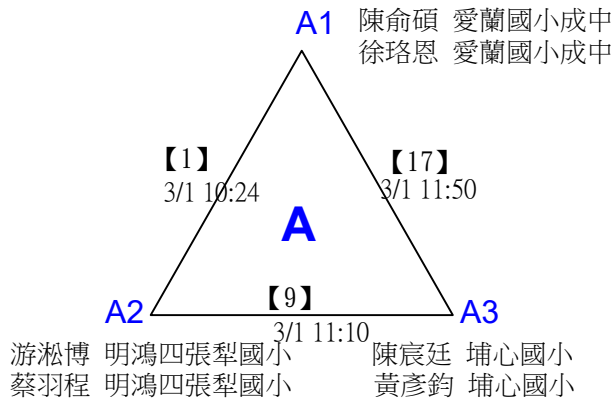 A1 陳俞碩 愛蘭國小成中
徐珞恩 愛蘭國小成中
【1】
3/1 10:24
【17】
3/1 11:50
A
【9】
3/1 11:10
A2
A3
游淞博 明鴻四張犁國小
蔡羽程 明鴻四張犁國小
陳宸廷 埔心國小
黃彥鈞 埔心國小